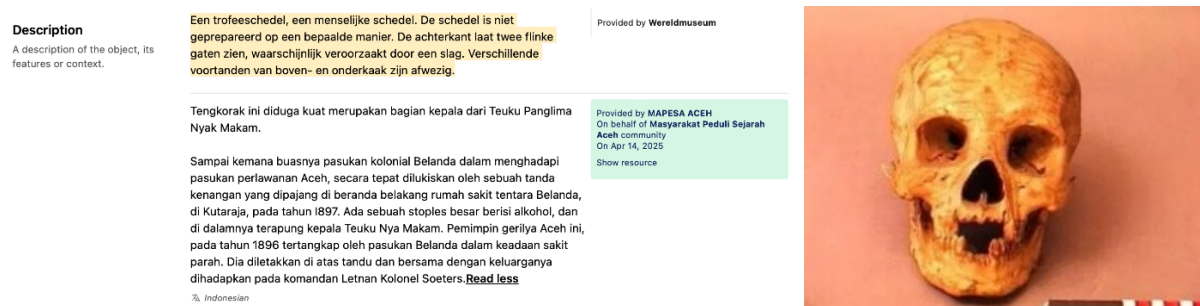 Description
A description of the object, its
features or context.
Een trofeeschedel, een menselijke schedel. De schedel is niet
geprepareerd op een bepaalde manier. De achterkant laat twee flinke
gaten zien, waarschijnlijk veroorzaakt door een slag. Verschillende
voortanden van boven- en onderkaak zijn afwezig.
Provided by Wereldmuseum
Tengkorak ini diduga kuat merupakan bagian kepala dari Teuku Panglima
Nyak Makam.
Sampai kemana buasnya pasukan kolonial Belanda dalam menghadapi
pasukan perlawanan Aceh, secara tepat dilukiskan oleh sebuah tanda
kenangan yang dipajang di beranda belakang rumah sakit tentara Belanda,
di Kutaraja, pada tahun l897. Ada sebuah stoples besar berisi alkohol, dan
di dalamnya terapung kepala Teuku Nya Makam. Pemimpin gerilya Aceh ini,
pada tahun 1896 tertangkap oleh pasukan Belanda dalam keadaan sakit
parah. Dia diletakkan di atas tandu dan bersama dengan keluarganya
dihadapkan pada komandan Letnan Kolonel Soeters.Read less
Indonesian
Provided by MAPESA ACEH
On behalf of Masyarakat Peduli Sejarah
Aceh community
On Apr 14, 2025
Show resource